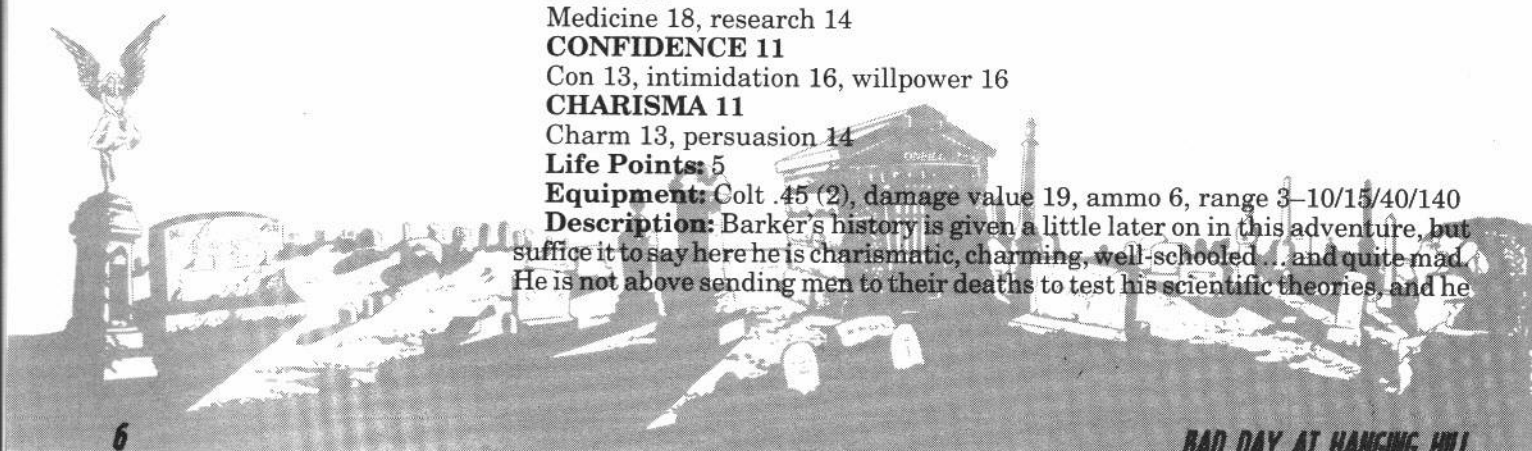 Medicine 18, research 14
CONFIDENCE 11
Con 13, intimidation 16, willpower 16
CHARISMA 11
Charm 13, persuasion 14
Life Points: 5
Equipment: Colt .45 (2), damage value 19, ammo 6, range 3–10/15/40/140
Description: Barker's history is given a little later on in this adventure, but
suffice it to say here he is charismatic, charming, well-schooled ... and quite mad.
He is not above sending men to their deaths to test his scientific theories, and he
6
BAD DAY AT HANGING HILL